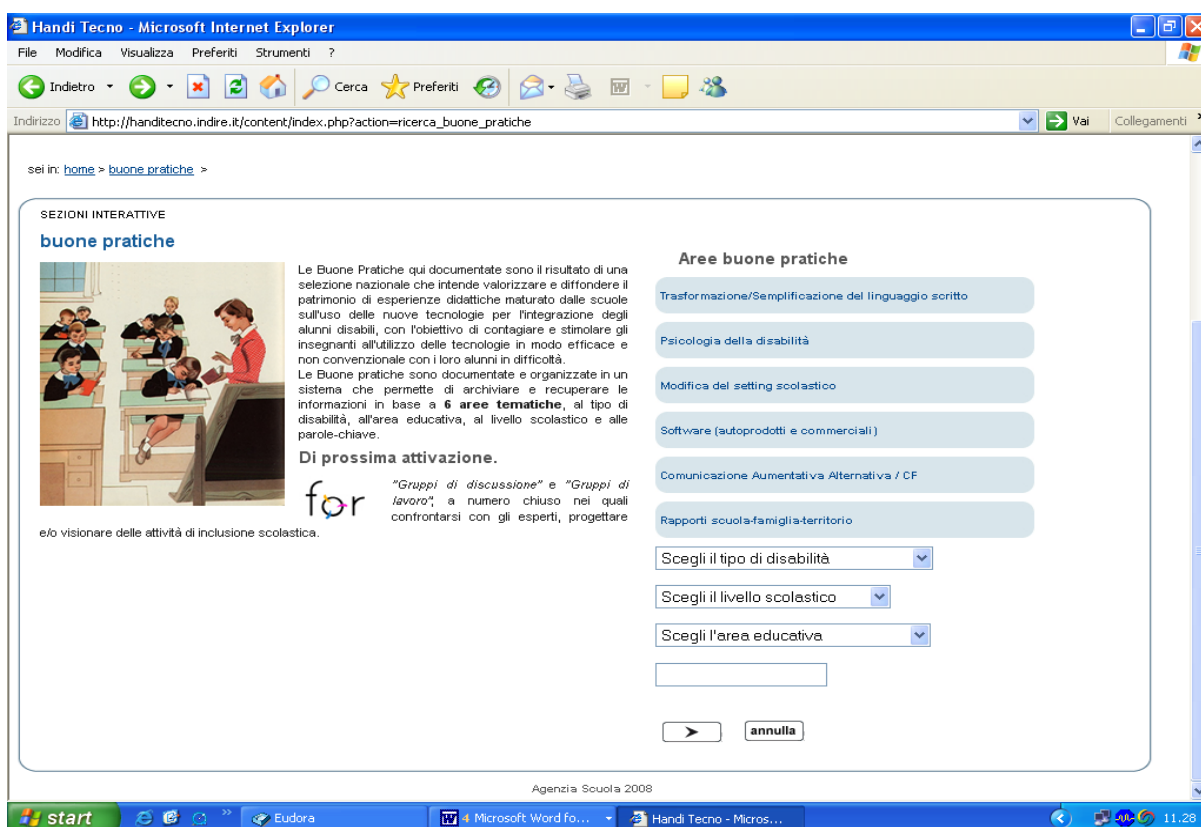 Handi Tecno - Microsoft Internet Explorer
File Modifica Visualizza Preferiti Strumenti ?
Indietro Cerca Preferiti
Indirizzo http://handitecno.indire.it/content/index.php?action=ricerca_buone_pratiche Vai Collegamenti
sei in: home > buone pratiche >
SEZIONI INTERATTIVE
buone pratiche
Le Buone Pratiche qui documentate sono il risultato di una
selezione nazionale che intende valorizzare e diffondere il
patrimonio di esperienze didattiche maturato dalle scuole
sull'uso delle nuove tecnologie per l'integrazione degli
alunni disabili, con l'obiettivo di contagiare e stimolare gli
insegnanti all'utilizzo delle tecnologie in modo efficace e
non convenzionale con i loro alunni in difficoltà.
Le Buone pratiche sono documentate e organizzate in un
sistema che permette di archiviare e recuperare le
informazioni in base a 6 aree tematiche, al tipo di
disabilità, all'area educativa, al livello scolastico e alle
parole-chiave.
Di prossima attivazione.
for
"Gruppi di discussione" e "Gruppi di
lavoro", a numero chiuso nei quali
confrontarsi con gli esperti, progettare
e/o visionare delle attività di inclusione scolastica.
Aree buone pratiche
Trasformazione/Semplificazione del linguaggio scritto
Psicologia della disabilità
Modifica del setting scolastico
Software (autoprodotti e commerciali)
Comunicazione Aumentativa Alternativa / CF
Rapporti scuola-famiglia-territorio
Scegli il tipo di disabilità
Scegli il livello scolastico
Scegli l'area educativa
annulla
Agenzia Scuola 2008
start Eudora 4 Microsoft Word fo... Handi Tecno - Micros... 11.28